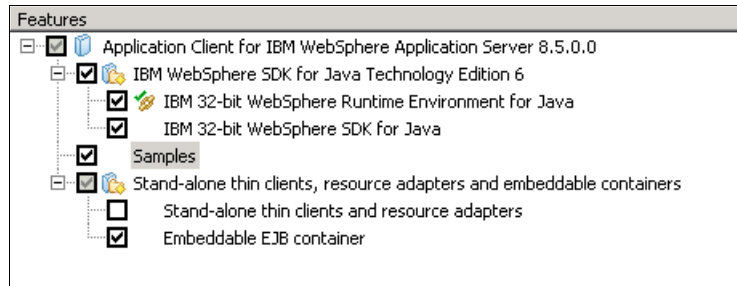 Features
Application Client for IBM WebSphere Application Server 8.5.0.0
IBM WebSphere SDK for Java Technology Edition 6
IBM 32-bit WebSphere Runtime Environment for Java
IBM 32-bit WebSphere SDK for Java
Samples
Stand-alone thin clients, resource adapters and embeddable containers
Stand-alone thin clients and resource adapters
Embeddable EJB container